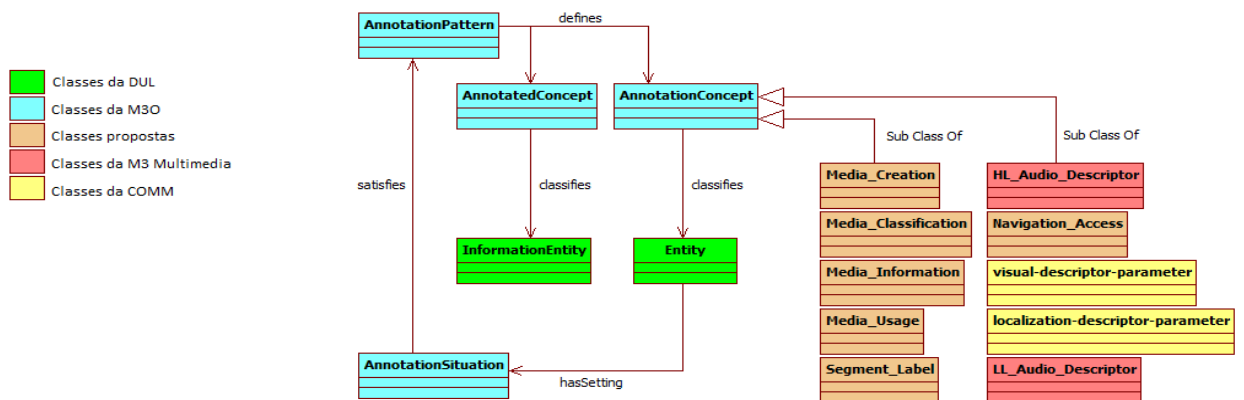 AnnotationPattern
defines
Classes da DUL
Classes da M3O
Classes propostas
Classes da M3 Multimedia
Classes da COMM
AnnotatedConcept
AnnotationConcept
Sub Class Of
Sub Class Of
satisfies
classifies
classifies
Media_Creation
HL_Audio_Descriptor
Media_Classification
Navigation_Access
InformationEntity
Entity
Media_Information
visual-descriptor-parameter
Media_Usage
localization-descriptor-parameter
AnnotationSituation
hasSetting
Segment_Label
LL_Audio_Descriptor